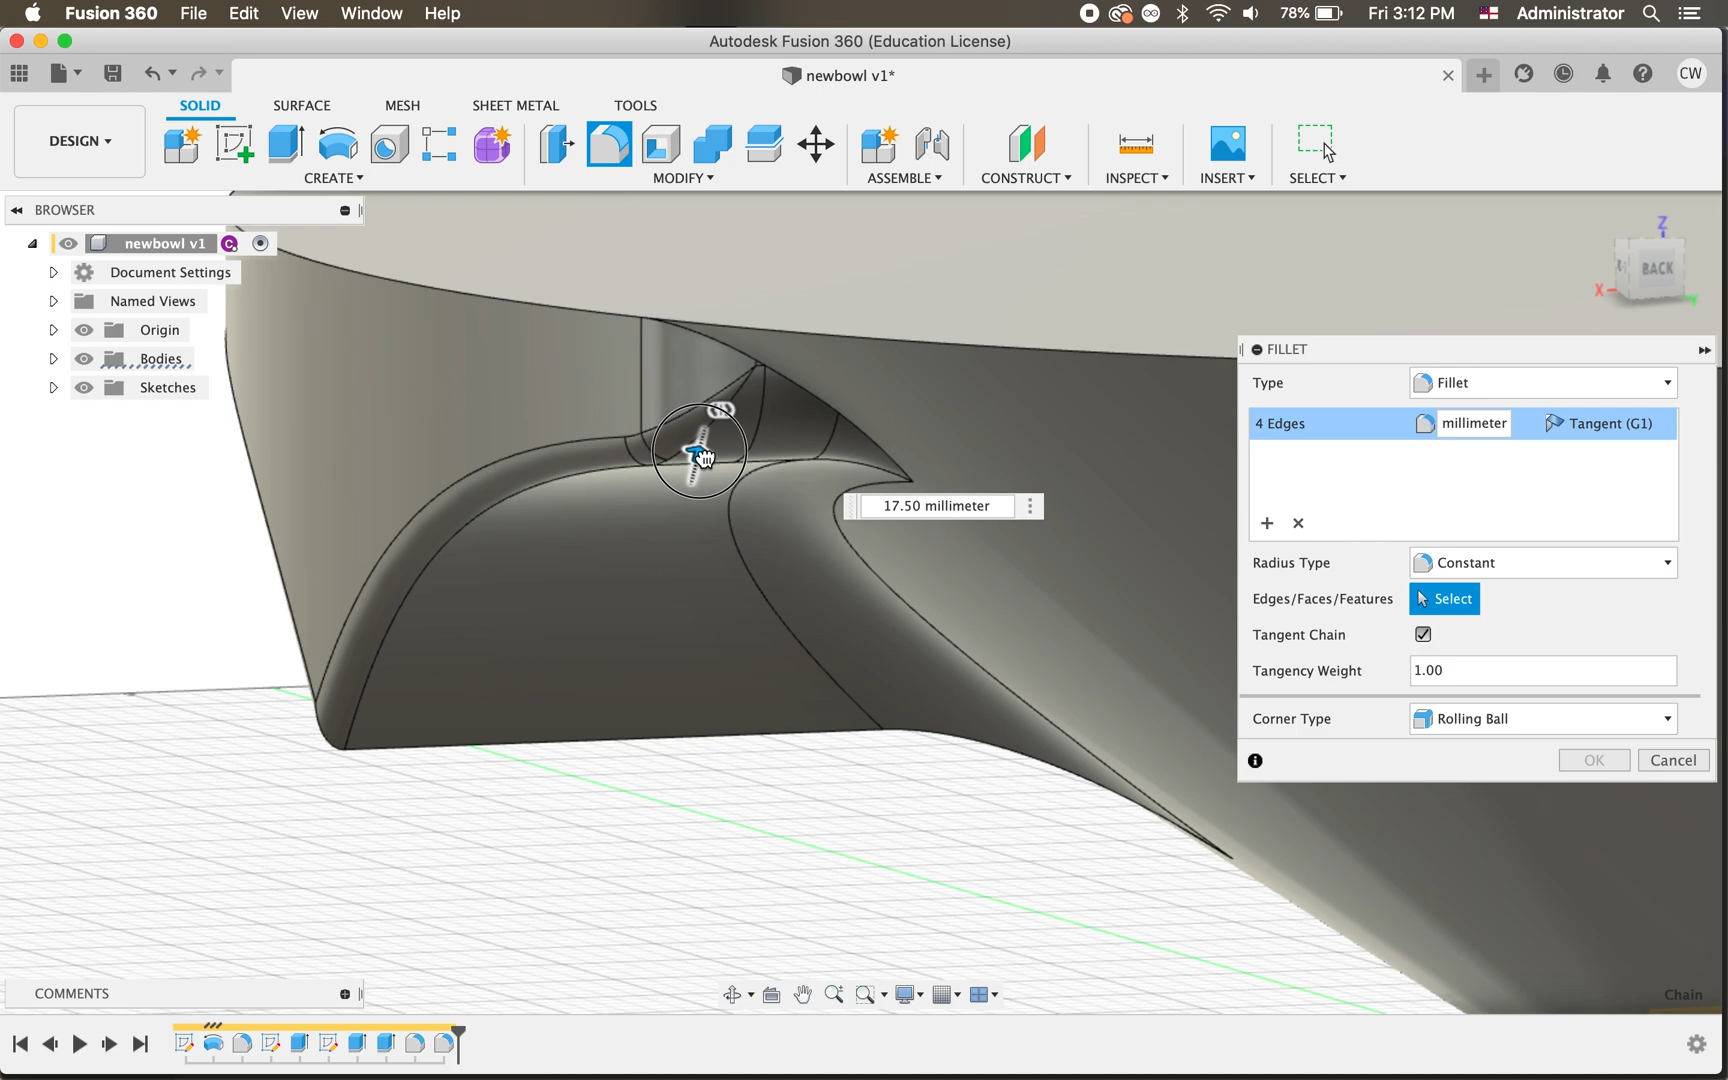 Fusion 360 File Edit View Window Help 78% Fri 3:12 PM Administrator
Autodesk Fusion 360 (Education License)
newbowl v1*
CW
SOLID SURFACE MESH SHEET METAL TOOLS
DESIGN
CREATE MODIFY ASSEMBLE CONSTRUCT INSPECT INSERT SELECT
BROWSER
newbowl v1
Document Settings
Named Views
Origin
Bodies
Sketches
Z
BACK
X
Y
17.50 millimeter
FILLET
Type Fillet
4 Edges millimeter Tangent (G1)
Radius Type Constant
Edges/Faces/Features Select
Tangent Chain
Tangency Weight 1.00
Corner Type Rolling Ball
OK Cancel
COMMENTS
Chain